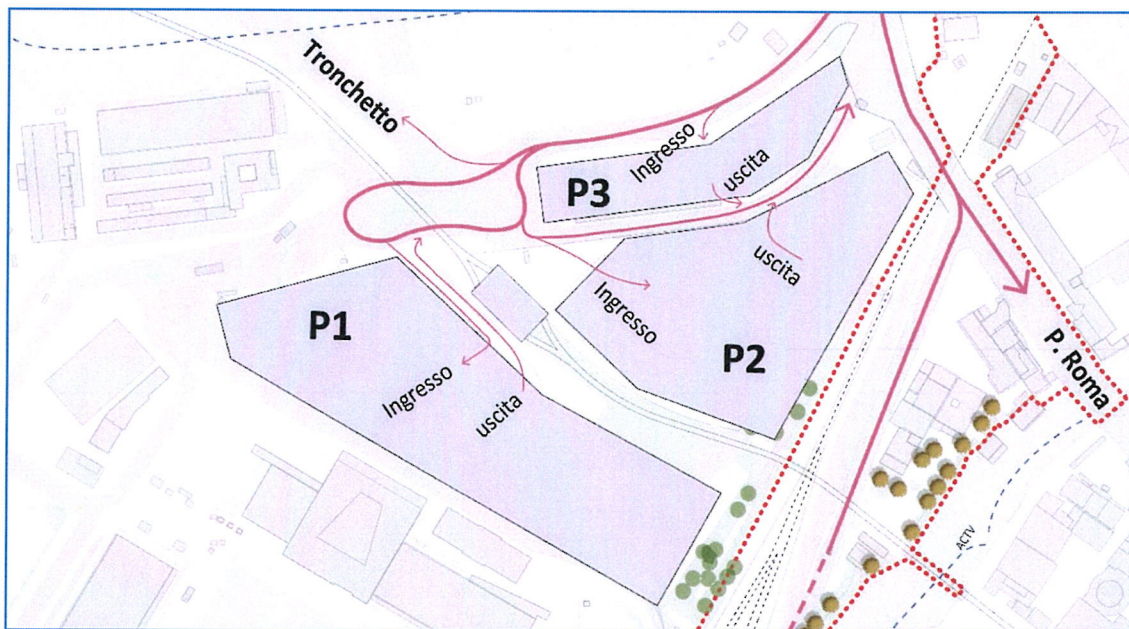 Tronchetto
Ingresso
uscita
P3
uscita
Ingresso
P2
P1
Ingresso
uscita
P. Roma
ACTV